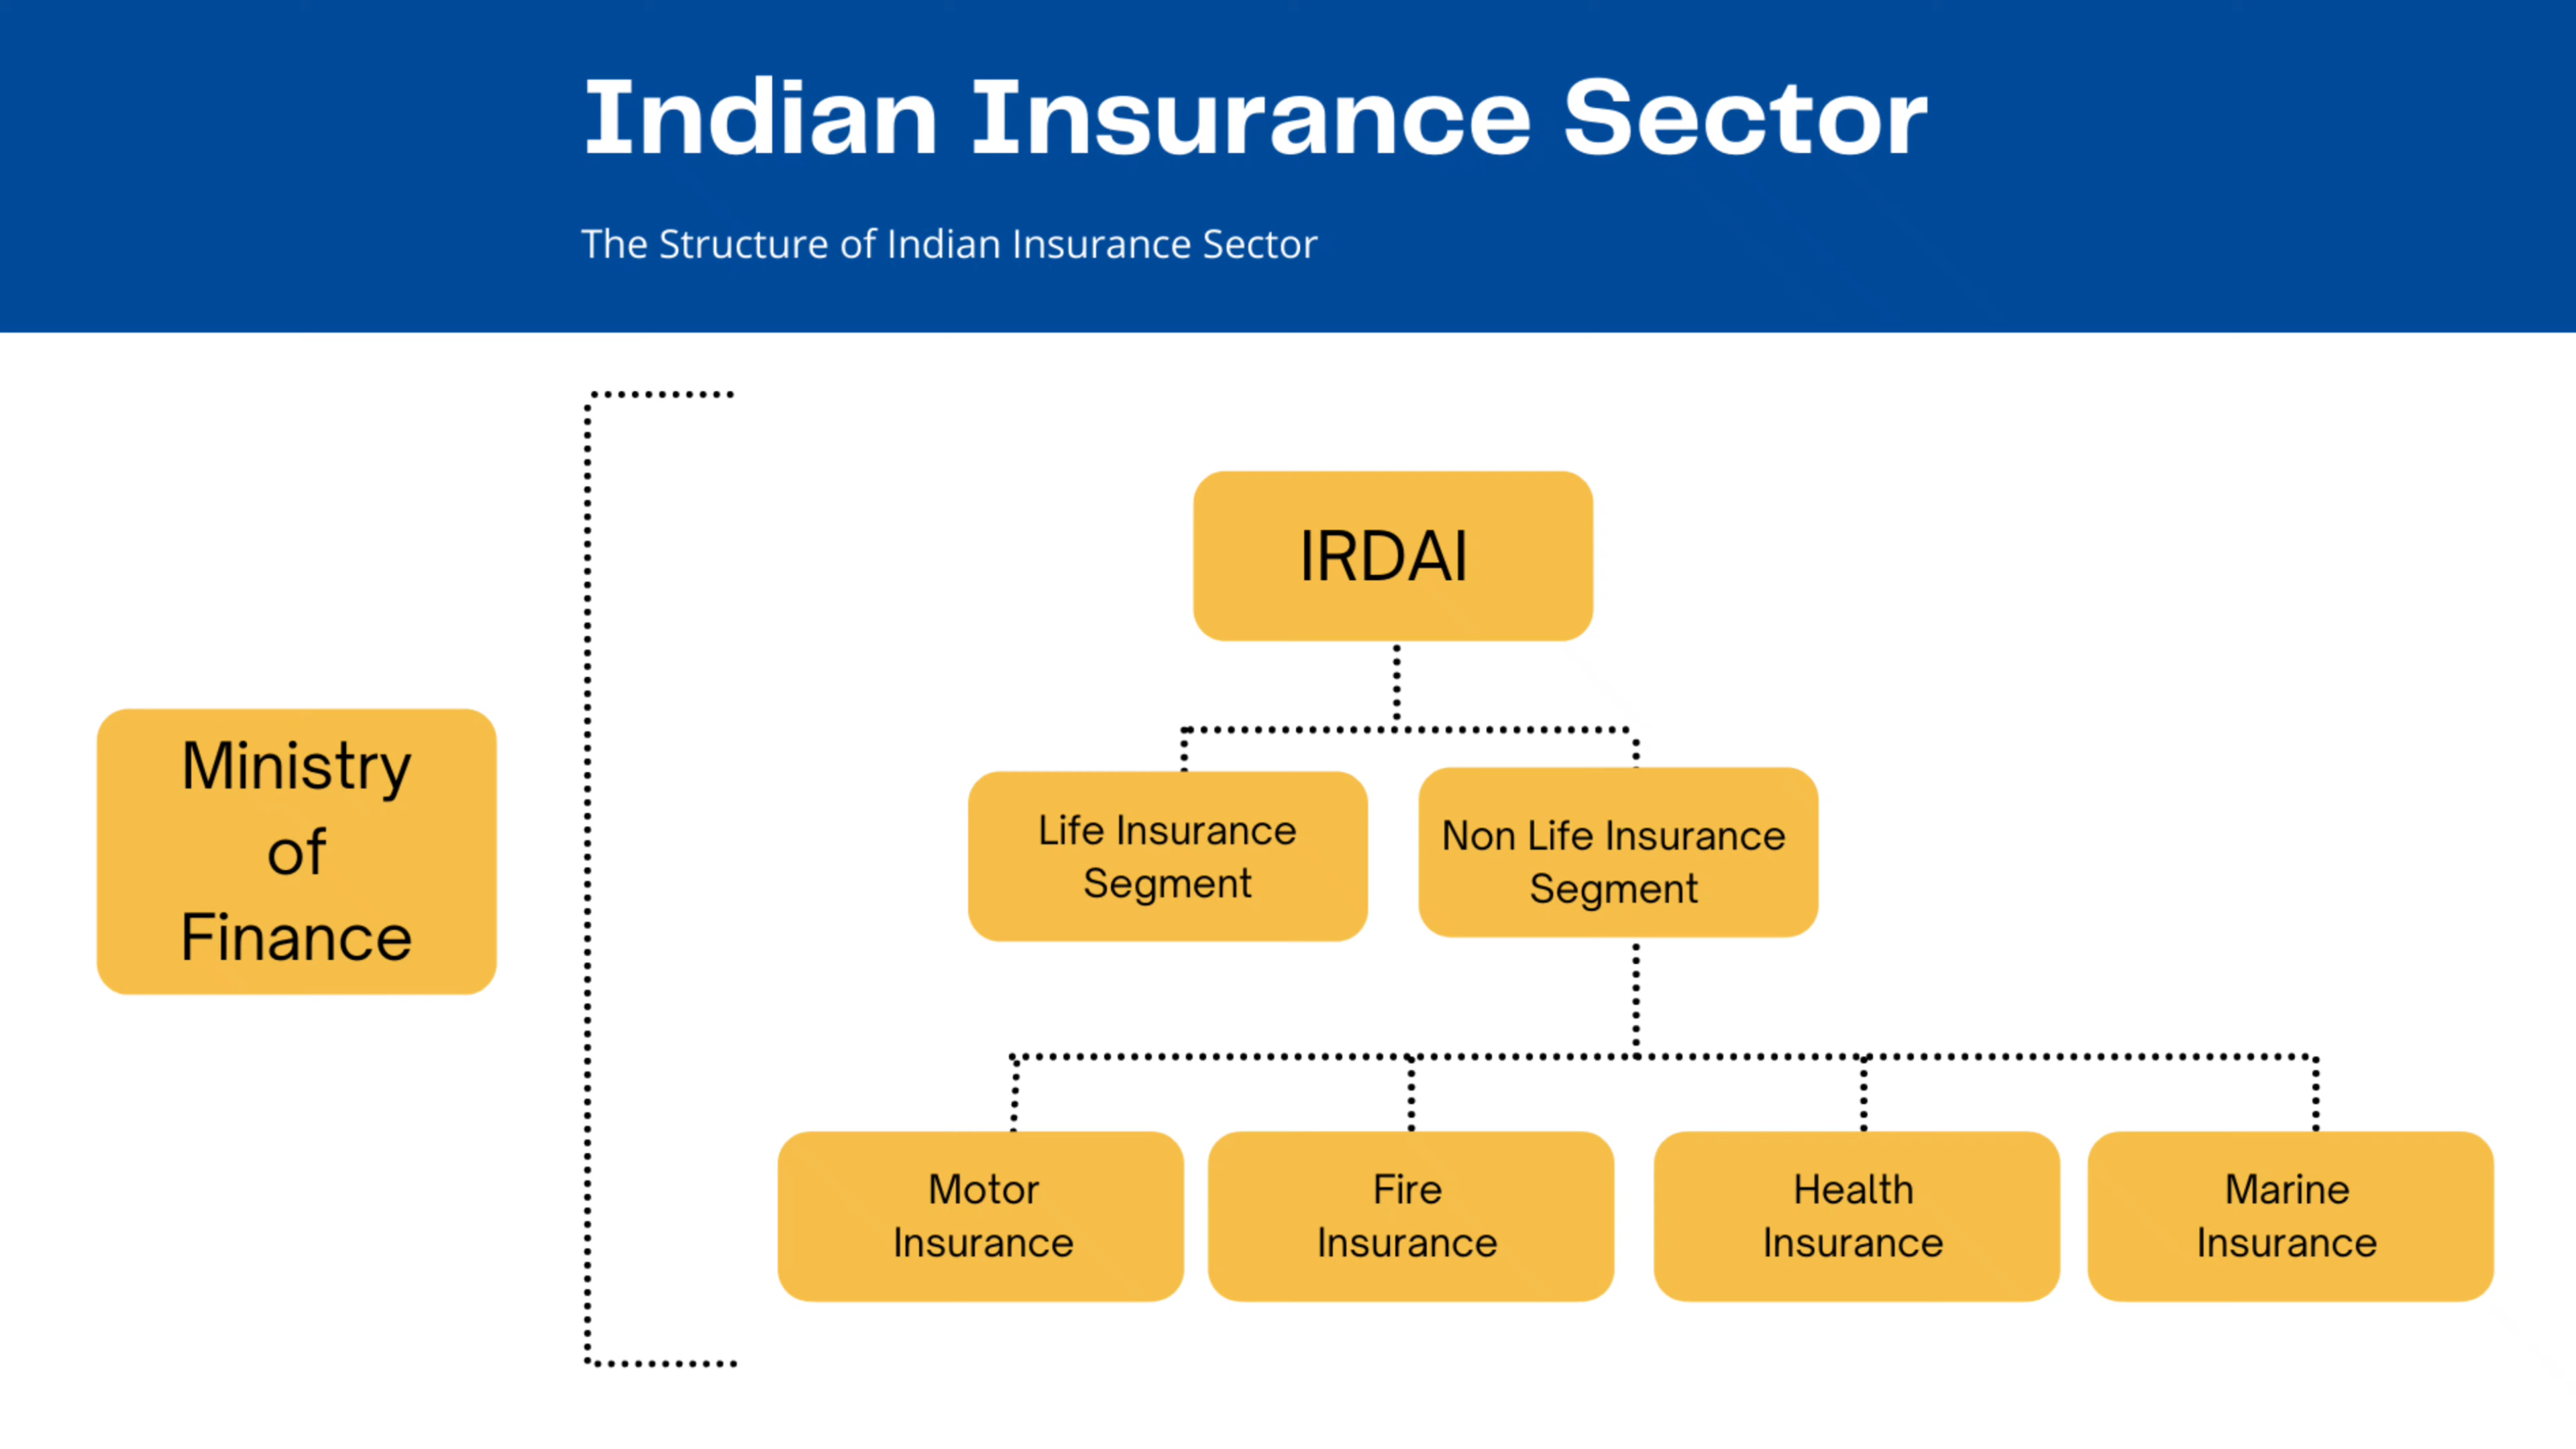 Indian Insurance Sector
The Structure of Indian Insurance Sector
Ministry
of
Finance
IRDAI
Life Insurance
Segment
Non Life Insurance
Segment
Motor
Insurance
Fire
Insurance
Health
Insurance
Marine
Insurance